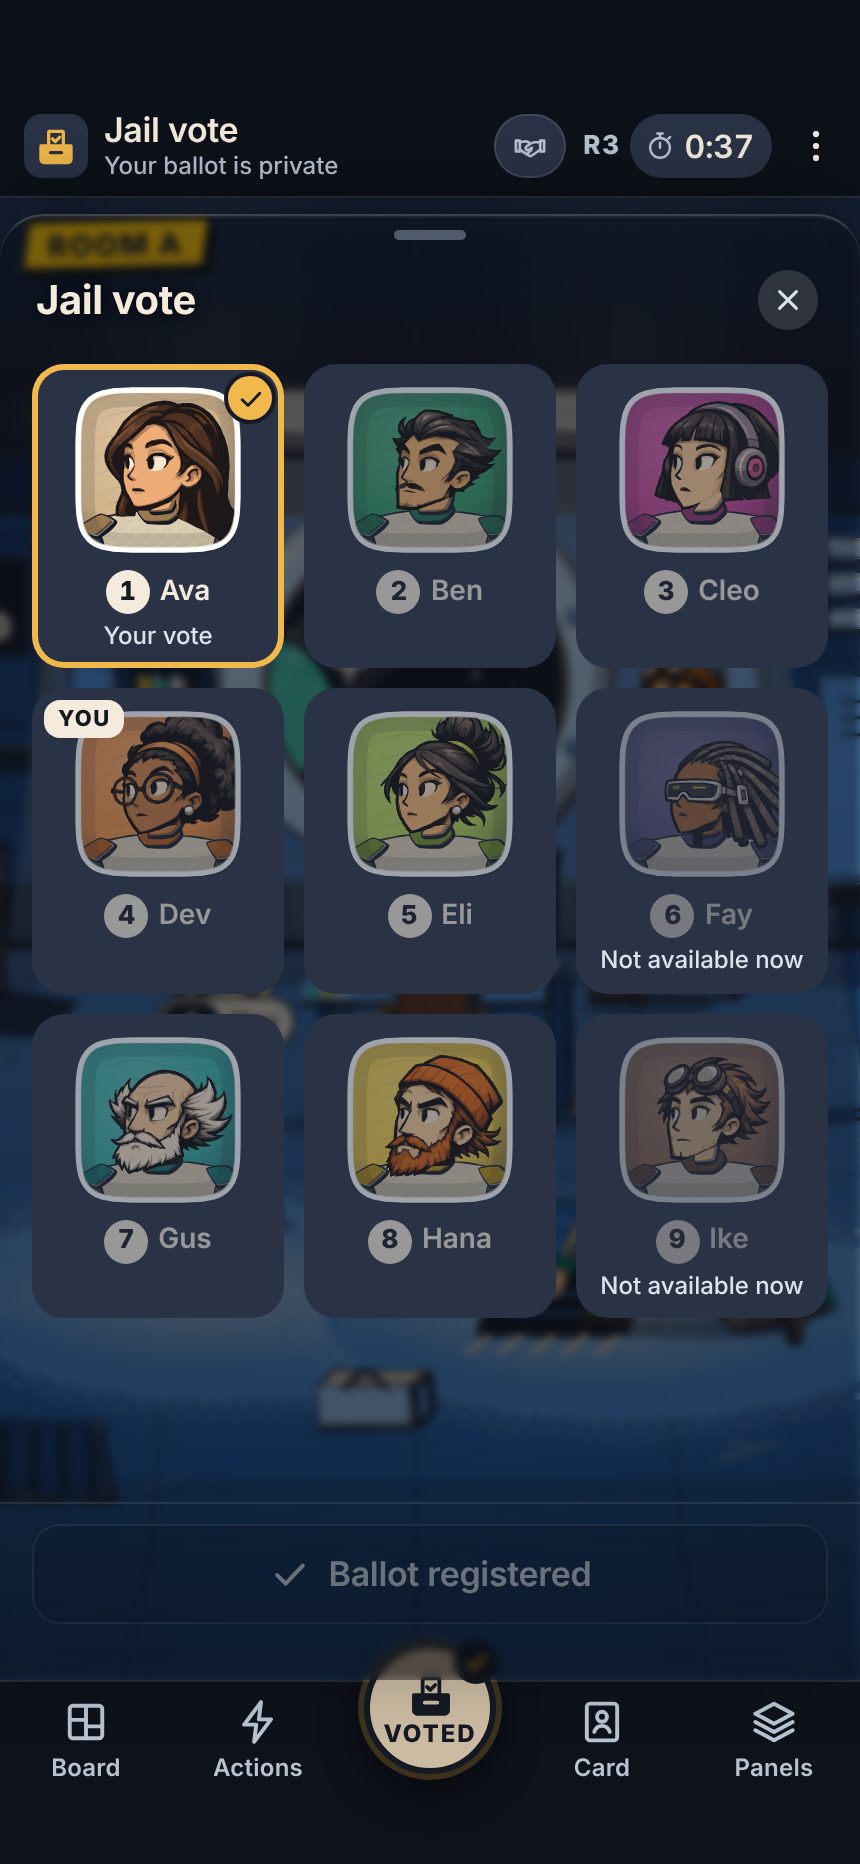 Jail vote
Your ballot is private
R3
0:37
ROOM A
Jail vote
1 Ava
Your vote
2 Ben
3 Cleo
YOU
4 Dev
5 Eli
6 Fay
Not available now
7 Gus
8 Hana
9 Ike
Not available now
Ballot registered
VOTED
Board
Actions
Card
Panels